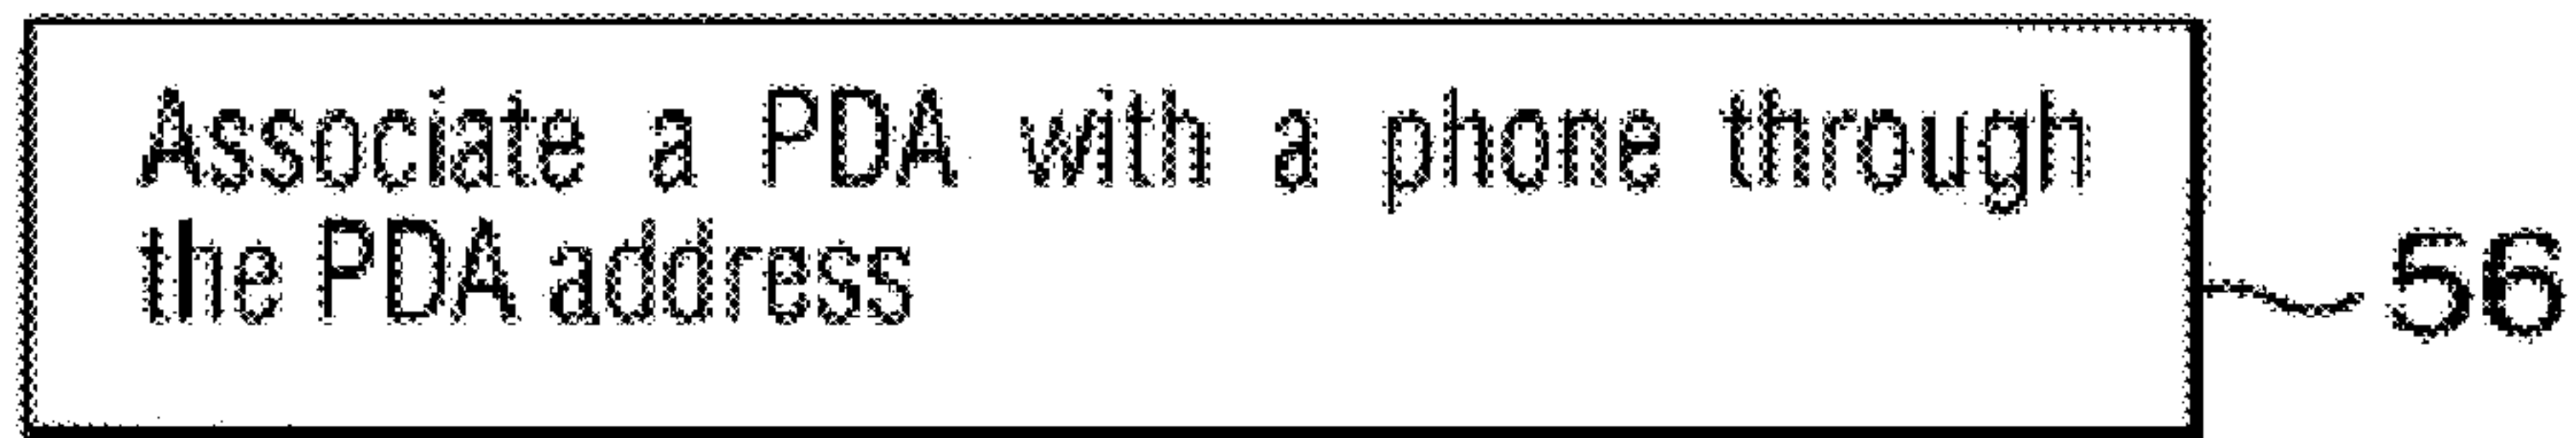 Associate a PDA with a phone through
the PDA address
56